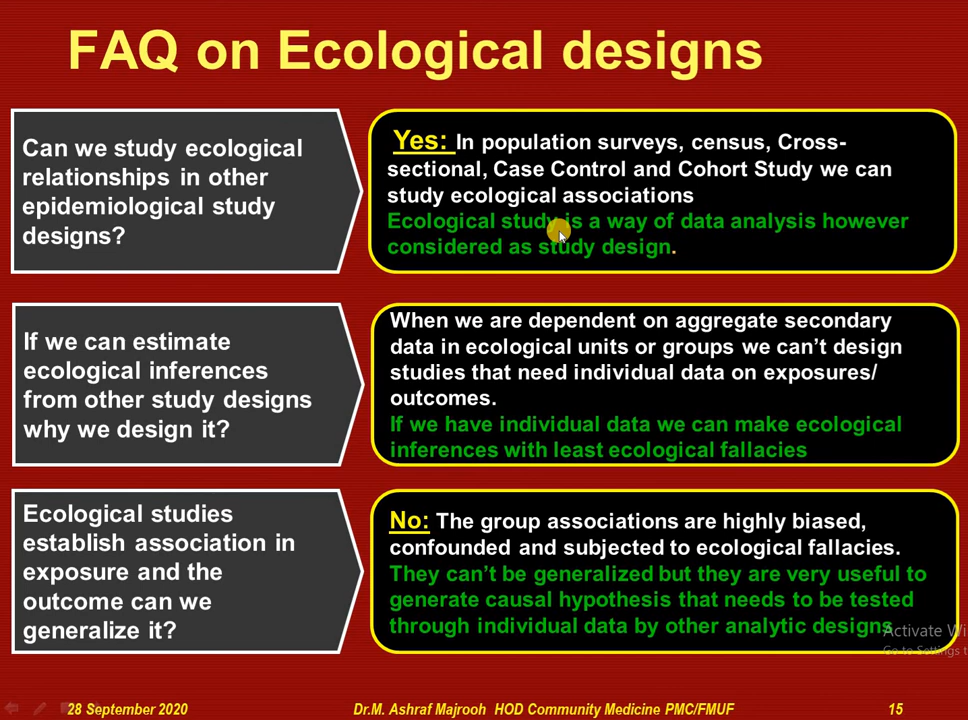 FAQ on Ecological designs
Can we study ecological
relationships in other
epidemiological study
designs?
Yes: In population surveys, census, Cross-
sectional, Case Control and Cohort Study we can
study ecological associations
Ecological study is a way of data analysis however
considered as study design.
If we can estimate
ecological inferences
from other study designs
why we design it?
When we are dependent on aggregate secondary
data in ecological units or groups we can't design
studies that need individual data on exposures/
outcomes.
If we have individual data we can make ecological
inferences with least ecological fallacies
Ecological studies
establish association in
exposure and the
outcome can we
generalize it?
No: The group associations are highly biased,
confounded and subjected to ecological fallacies.
They can't be generalized but they are very useful to
generate causal hypothesis that needs to be tested
through individual data by other analytic designs
Activate Wi
Go to Settings t
28 September 2020
Dr.M. Ashraf Majrooh HOD Community Medicine PMC/FMUF
15